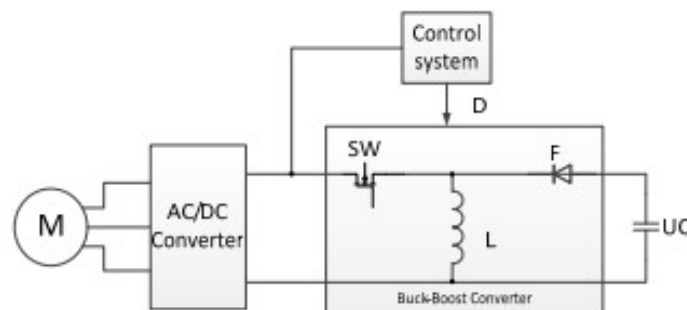 Control
system
D
SW
F
M
AC/DC
Converter
L
UC
Buck-Boost Converter